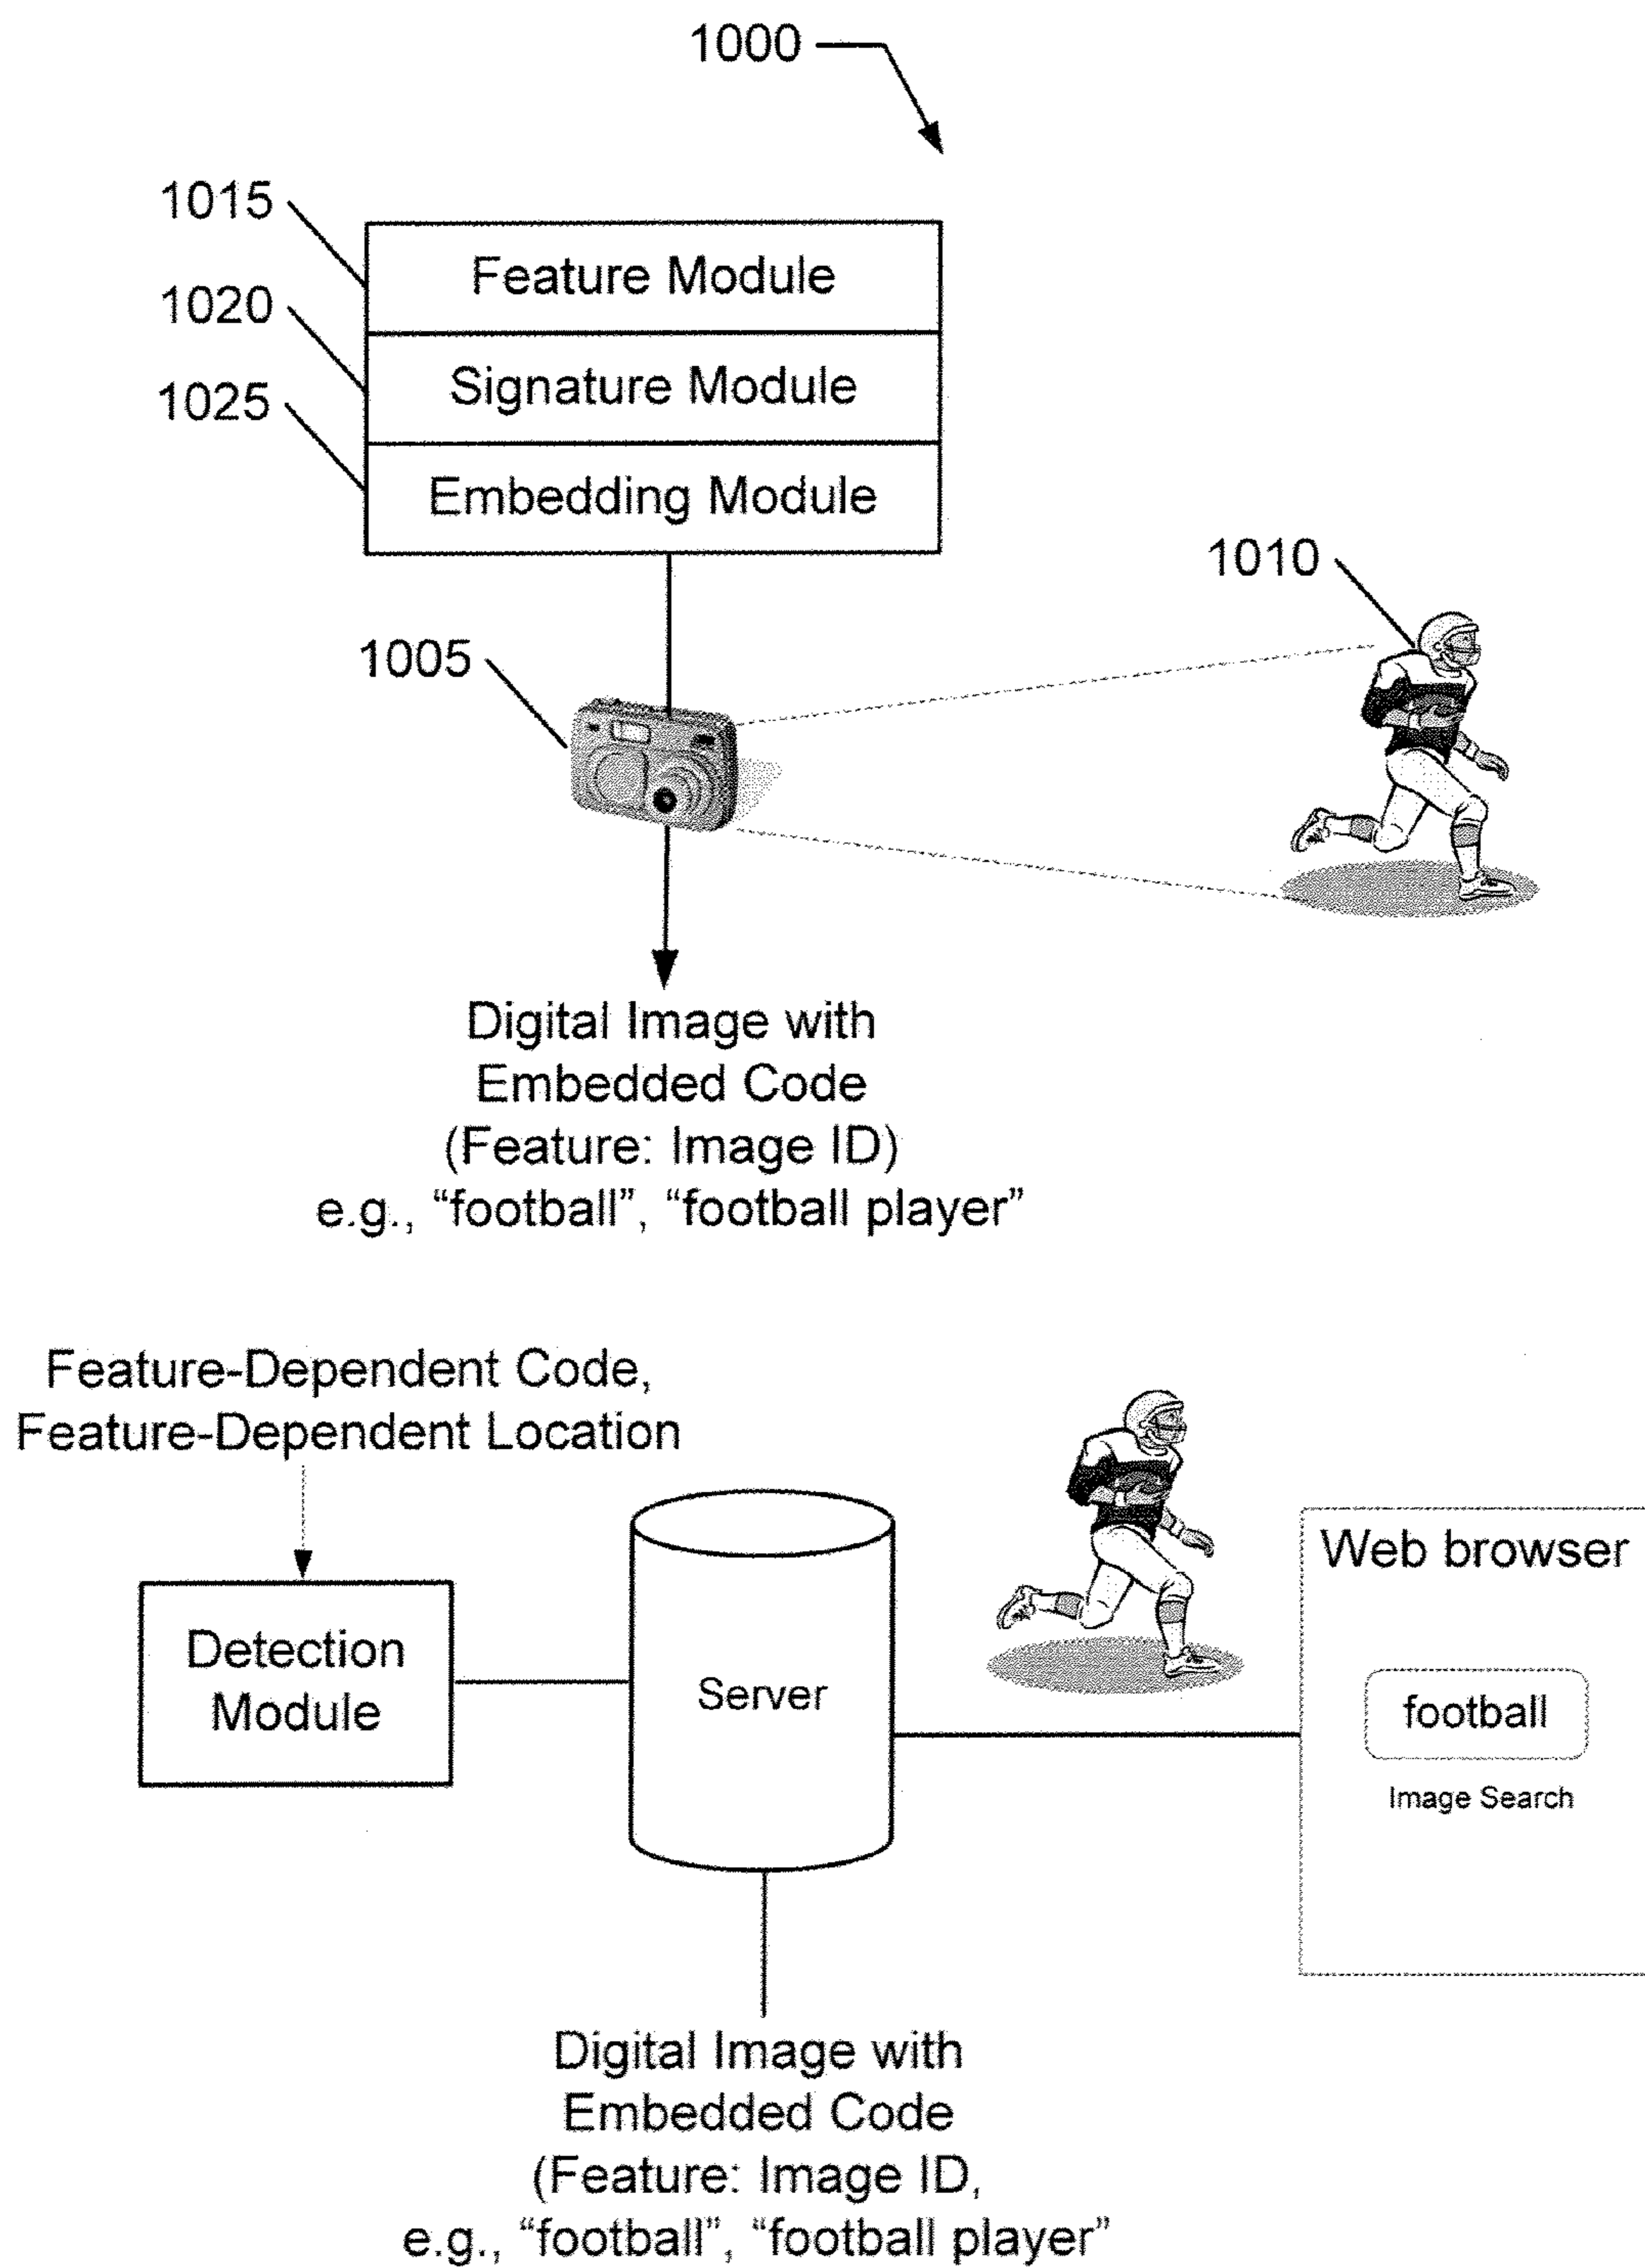 1000
1015
Feature Module
1020
Signature Module
1025
Embedding Module
1010
1005
Digital Image with
Embedded Code
(Feature: Image ID)
e.g., “football”, “football player”
Feature-Dependent Code,
Feature-Dependent Location
Web browser
Detection
Module
Server
football
Image Search
Digital Image with
Embedded Code
(Feature: Image ID,
e.g., “football”, “football player”